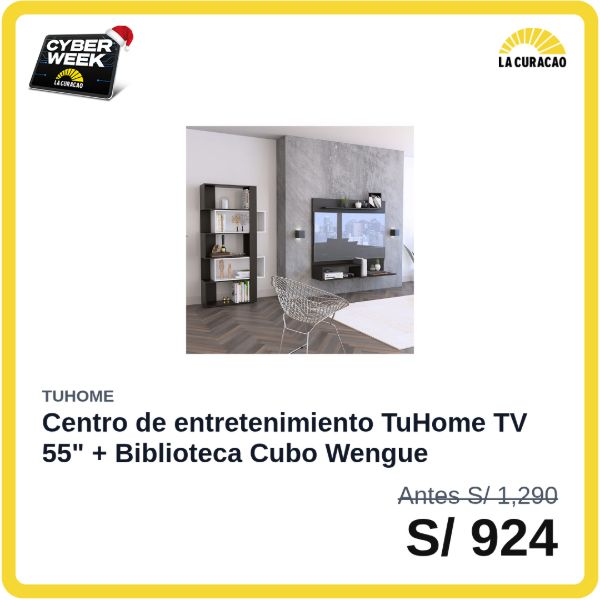 CYBER
WEEK
LA CURACAO
LA CURACAO
TUHOME
Centro de entretenimiento TuHome TV
55" + Biblioteca Cubo Wengue
Antes S/ 1,290
S/ 924